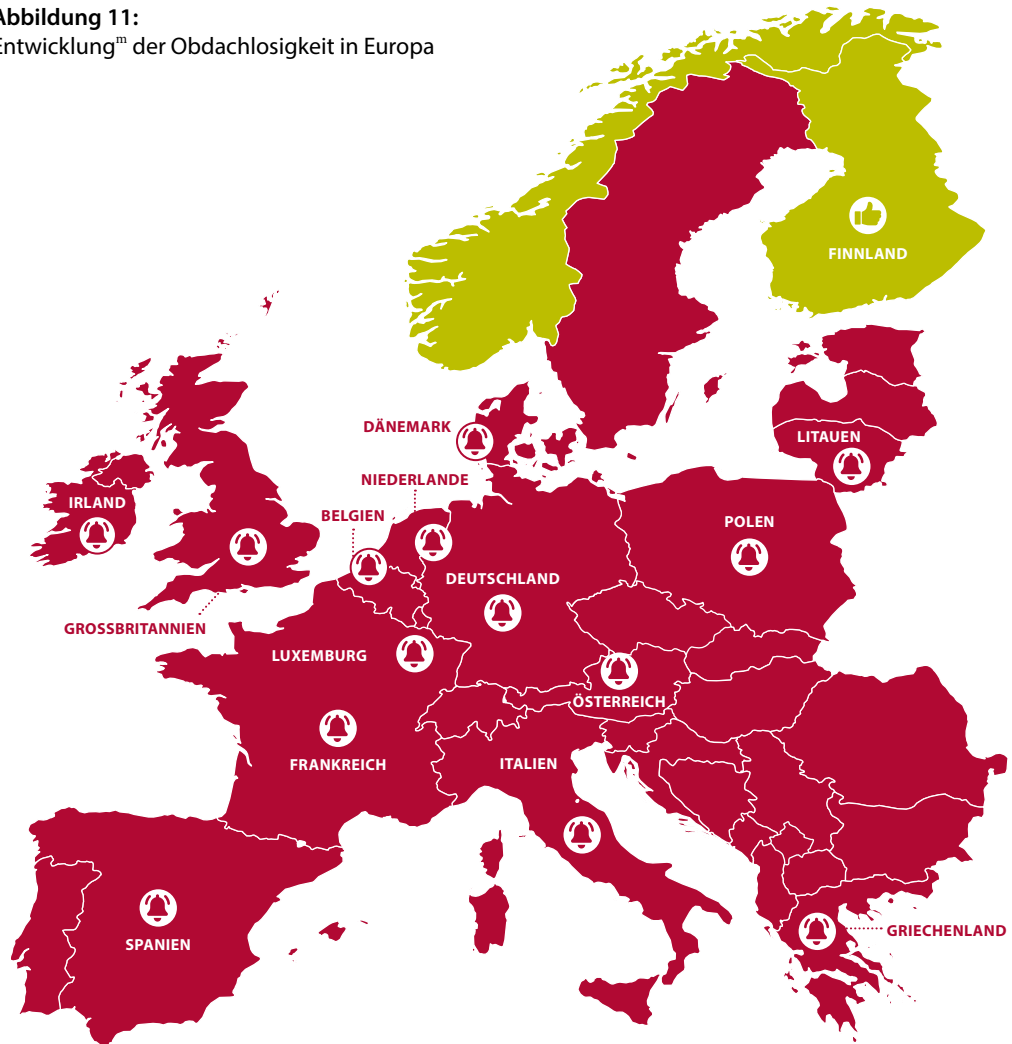 Abbildung 11:
Entwicklungᵐ der Obdachlosigkeit in Europa
FINNLAND
DÄNEMARK
LITAUEN
NIEDERLANDE
IRLAND
BELGIEN
POLEN
DEUTSCHLAND
GROSSBRITANNIEN
LUXEMBURG
ÖSTERREICH
FRANKREICH
ITALIEN
GRIECHENLAND
SPANIEN